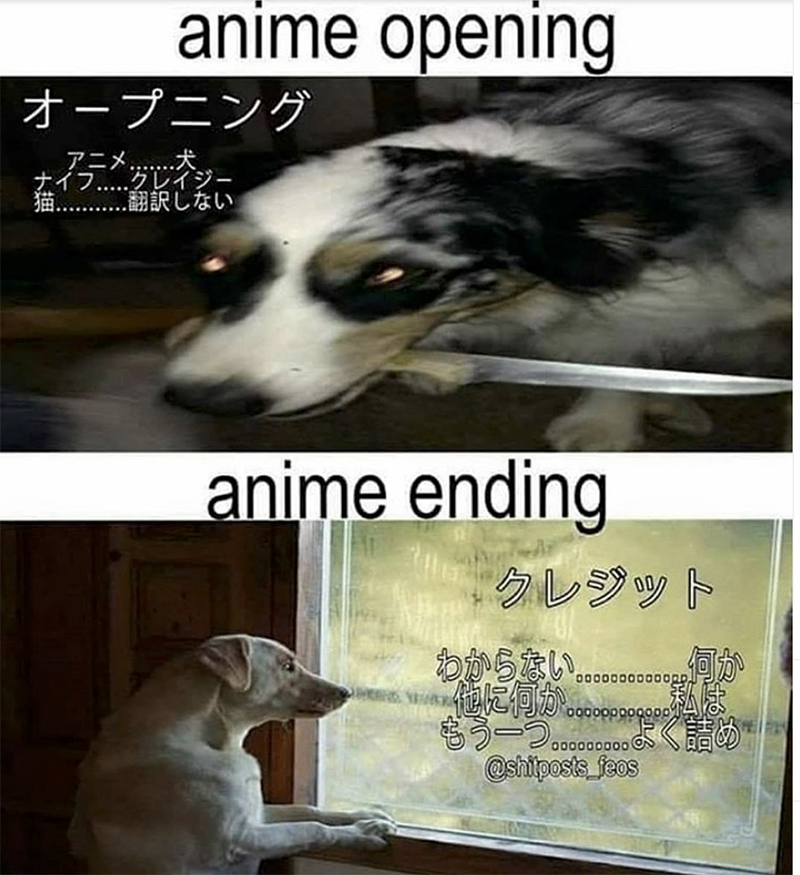 anime opening
オープニング
アニメ.......犬
ナイフ.....クレイジー
猫...........翻訳しない
anime ending
クレジット
わからない..............何か
他に何か.............私は
もう一つ..........よく詰め
@shitposts_feos